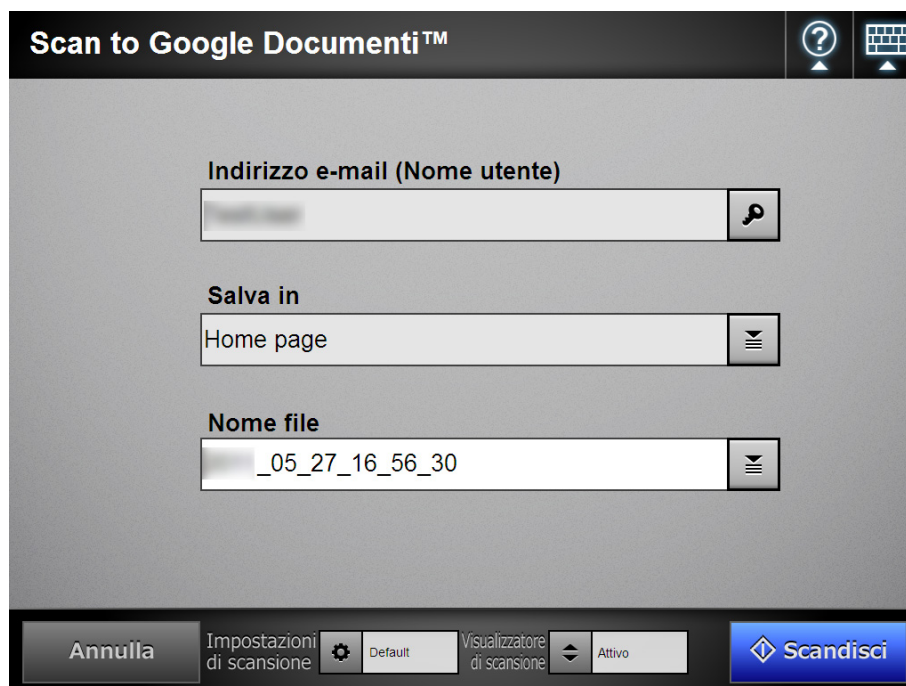 Scan to Google Documenti™
Indirizzo e-mail (Nome utente)
Salva in
Home page
Nome file
_05_27_16_56_30
Annulla
Impostazioni
di scansione
Default
Visualizzatore
di scansione
Attivo
Scandisci